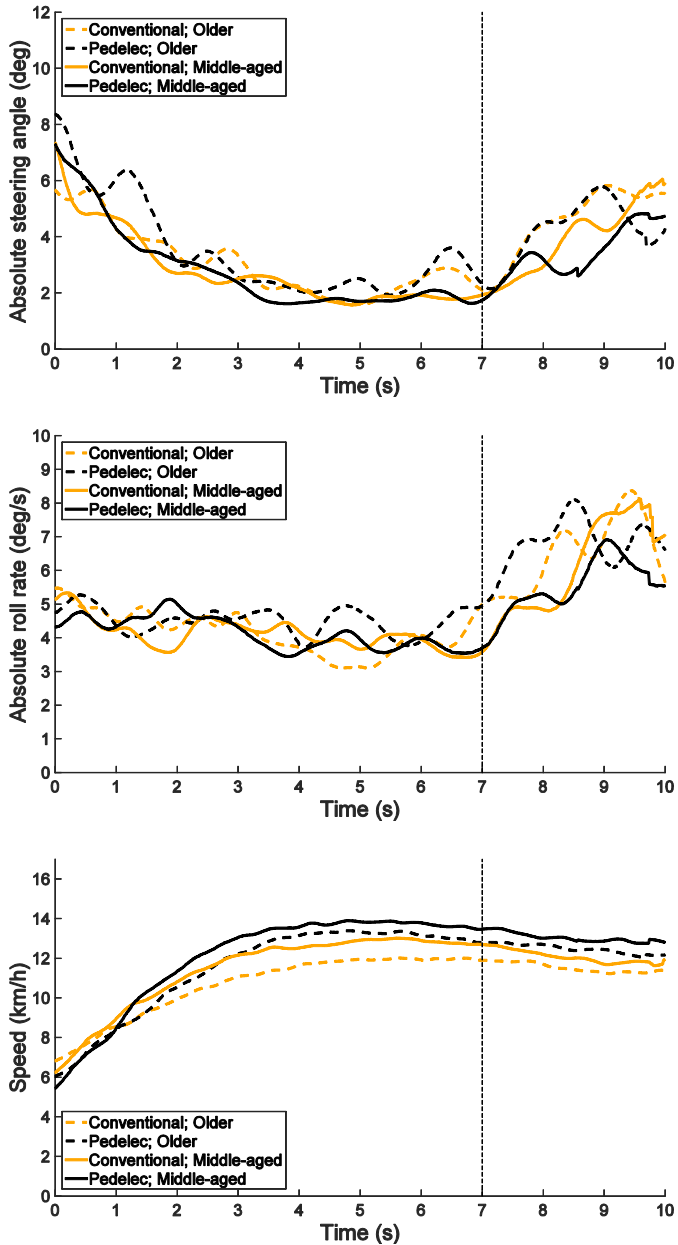 12
10
8
6
4
2
0
Absolute steering angle (deg)
Conventional; Older
Pedelec; Older
Conventional; Middle-aged
Pedelec; Middle-aged
0 1 2 3 4 5 6 7 8 9 10
Time (s)
10
9
8
7
6
5
4
3
2
1
0
Absolute roll rate (deg/s)
Conventional; Older
Pedelec; Older
Conventional; Middle-aged
Pedelec; Middle-aged
0 1 2 3 4 5 6 7 8 9 10
Time (s)
16
14
12
10
8
6
4
2
0
Speed (km/h)
Conventional; Older
Pedelec; Older
Conventional; Middle-aged
Pedelec; Middle-aged
0 1 2 3 4 5 6 7 8 9 10
Time (s)